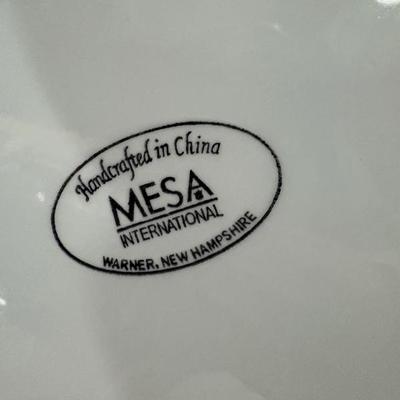 Handcrafted in China
MESA
INTERNATIONAL
WARNER, NEW HAMPSHIRE